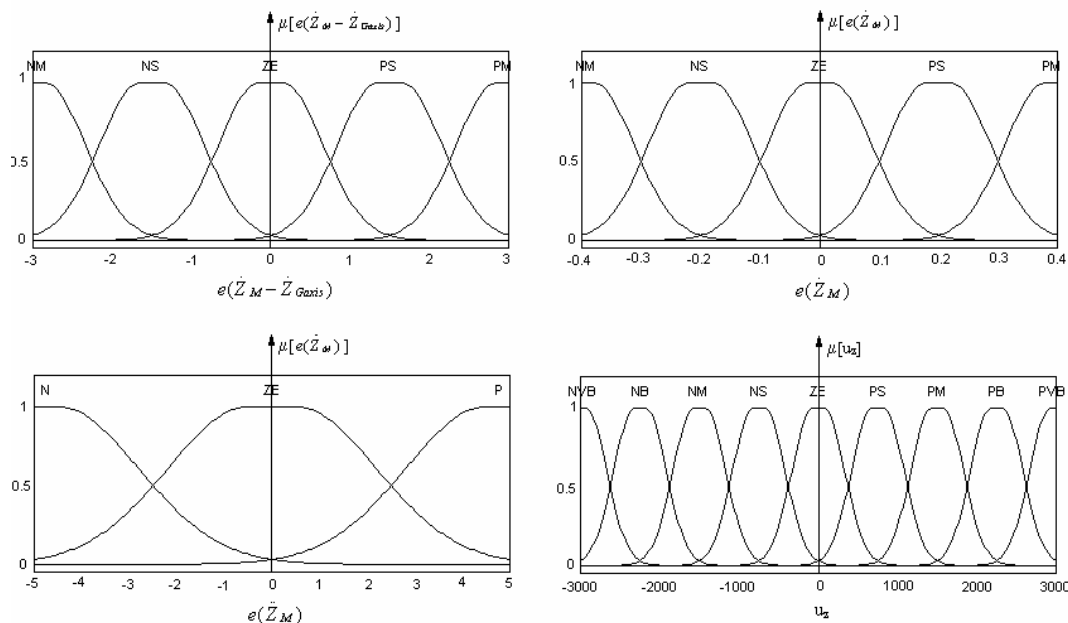 μ[e(Ż_M − Ż_Gaxis)]
NM NS ZE PS PM
1
0.5
0
-3 -2 -1 0 1 2 3
e(Ż_M − Ż_Gaxis)
μ[e(Ż_M)]
NM NS ZE PS PM
1
0.5
0
-0.4 -0.3 -0.2 -0.1 0 0.1 0.2 0.3 0.4
e(Ż_M)
μ[e(Ż_M)]
N ZE P
1
0.5
0
-5 -4 -3 -2 -1 0 1 2 3 4 5
e(Z̈_M)
μ[u_z]
NVB NB NM NS ZE PS PM PB PVB
1
0.5
0
-3000 -2000 -1000 0 1000 2000 3000
u_z